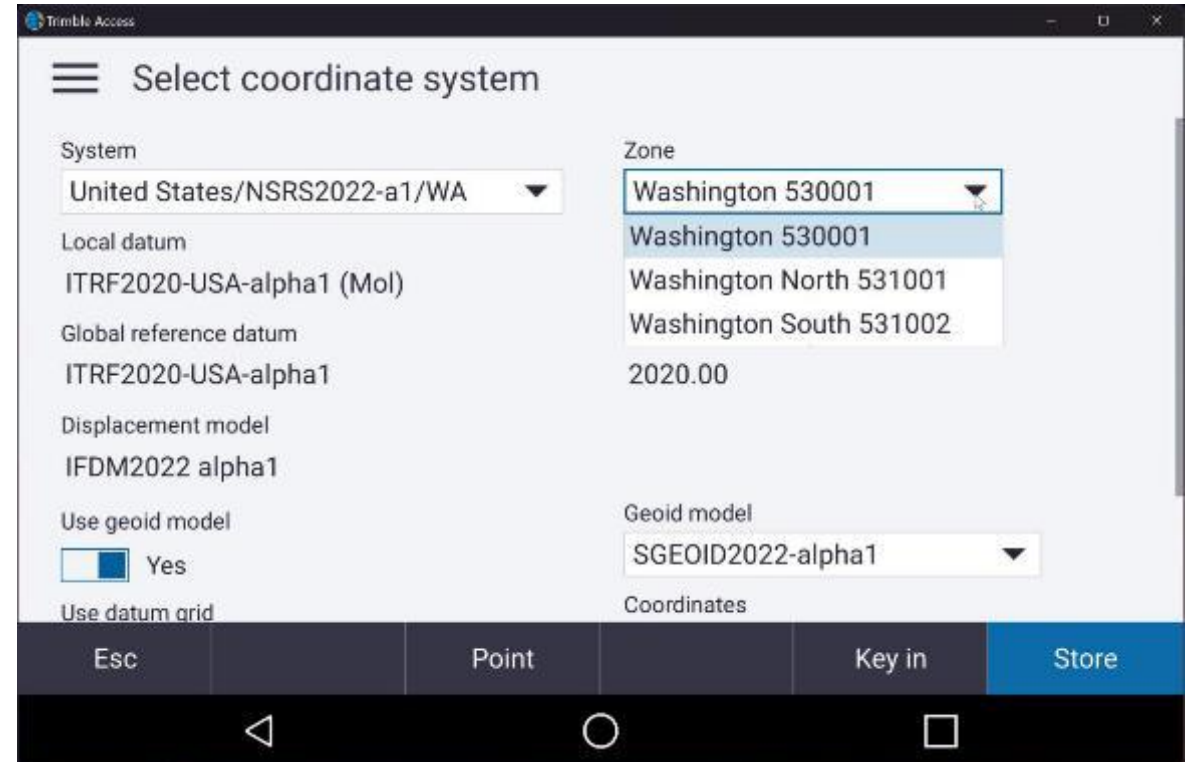 Trimble Access
Select coordinate system
System
United States/NSRS2022-a1/WA
Zone
Washington 530001
Washington 530001
Washington North 531001
Washington South 531002
Local datum
ITRF2020-USA-alpha1 (Mol)
Global reference datum
ITRF2020-USA-alpha1
2020.00
Displacement model
IFDM2022 alpha1
Use geoid model
Yes
Geoid model
SGEOID2022-alpha1
Use datum grid
Coordinates
Esc
Point
Key in
Store